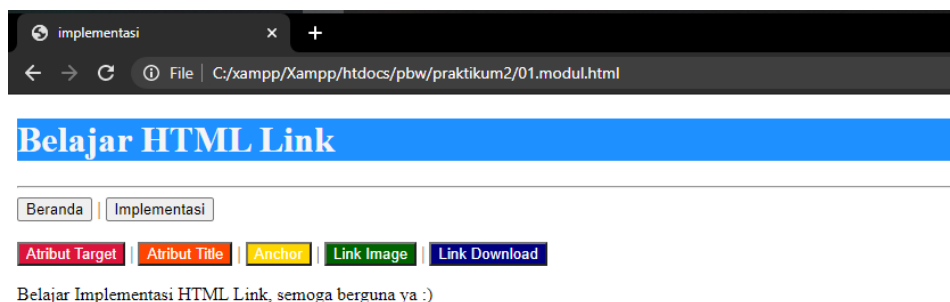 implementasi
File | C:/xampp/Xampp/htdocs/pbw/praktikum2/01.modul.html
Belajar HTML Link
Beranda | Implementasi
Atribut Target | Atribut Title | Anchor | Link Image | Link Download
Belajar Implementasi HTML Link, semoga berguna ya :)